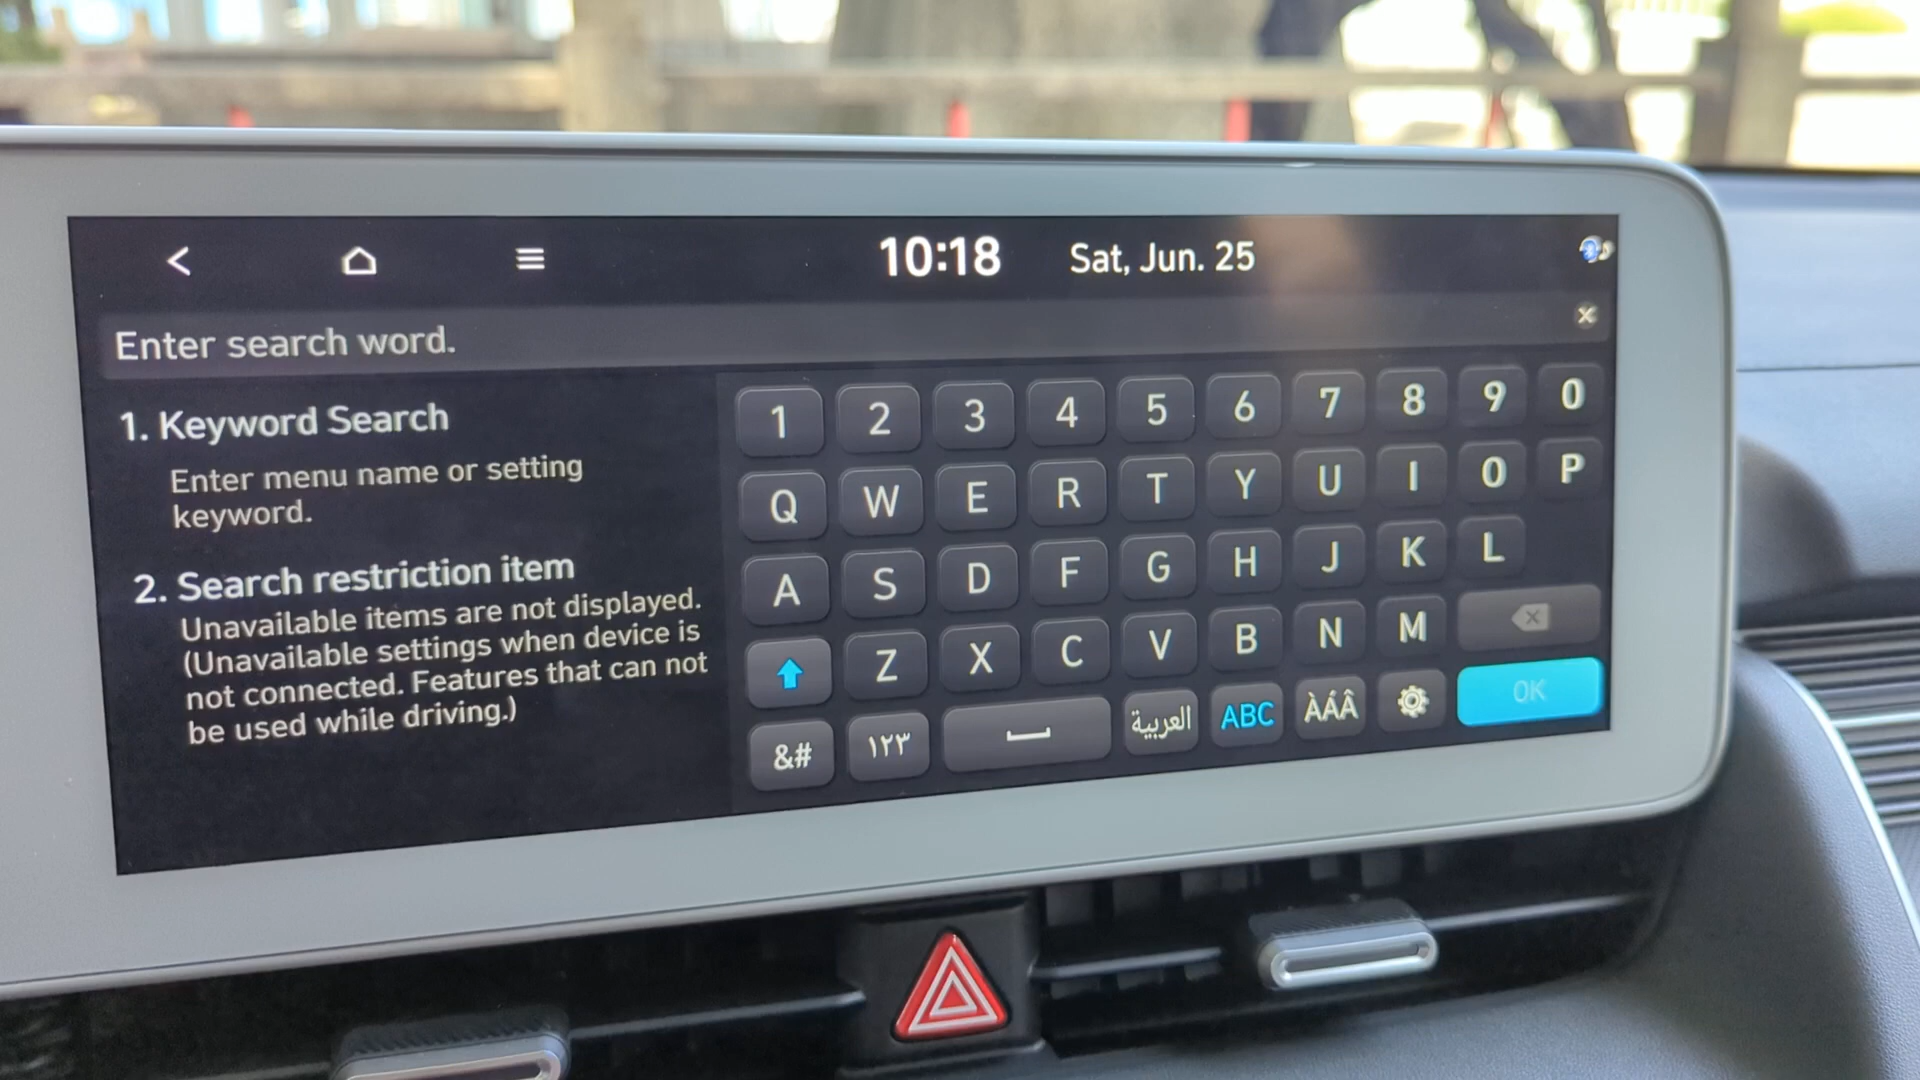 10:18 Sat, Jun. 25
Enter search word.
1. Keyword Search
Enter menu name or setting
keyword.
2. Search restriction item
Unavailable items are not displayed.
(Unavailable settings when device is
not connected. Features that can not
be used while driving.)
1 2 3 4 5 6 7 8 9 0
Q W E R T Y U I O P
A S D F G H J K L
Z X C V B N M
&# ١٢٣ العربية ABC ÀÁÂ OK